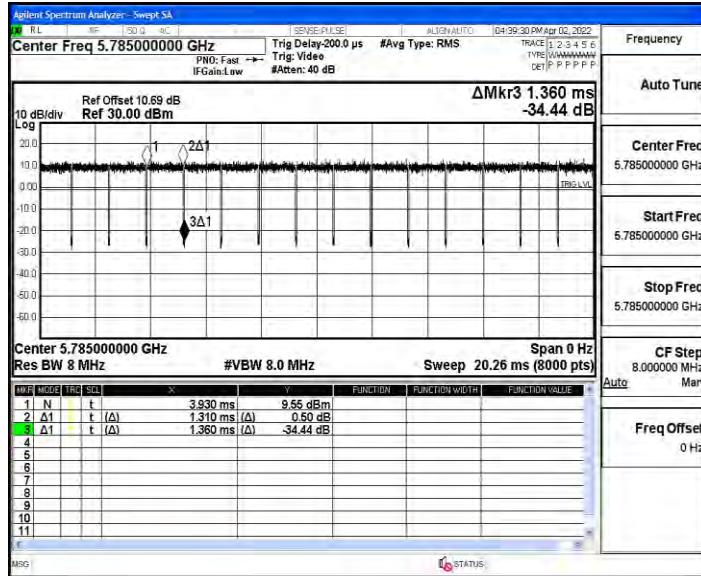 Agilent Spectrum Analyzer - Swept SA
RL RF 50 Ω AC SENSE:PULSE ALIGN AUTO 04:39:30 PM Apr 02, 2022
Center Freq 5.785000000 GHz
PNO: Fast
IFGain:Low
Trig Delay-200.0 µs
Trig: Video
#Atten: 40 dB
#Avg Type: RMS
TRACE 1 2 3 4 5 6
TYPE WWWWWW
DET P P P P P P
Ref Offset 10.69 dB
10 dB/div Ref 30.00 dBm
Log
ΔMkr3 1.360 ms
-34.44 dB
20.0
10.0
0.00
-10.0
-20.0
-30.0
-40.0
-50.0
-60.0
1
2Δ1
3Δ1
TRIG LVL
Center 5.785000000 GHz Span 0 Hz
Res BW 8 MHz #VBW 8.0 MHz Sweep 20.26 ms (8000 pts)
MKR MODE TRC SCL X Y FUNCTION FUNCTION WIDTH FUNCTION VALUE
1 N t 3.930 ms 9.55 dBm
2 Δ1 t (Δ) 1.310 ms (Δ) 0.50 dB
3 Δ1 t (Δ) 1.360 ms (Δ) -34.44 dB
4
5
6
7
8
9
10
11
MSG STATUS
Frequency
Auto Tune
Center Freq
5.785000000 GHz
Start Freq
5.785000000 GHz
Stop Freq
5.785000000 GHz
CF Step
8.000000 MHz
Auto Man
Freq Offset
0 Hz